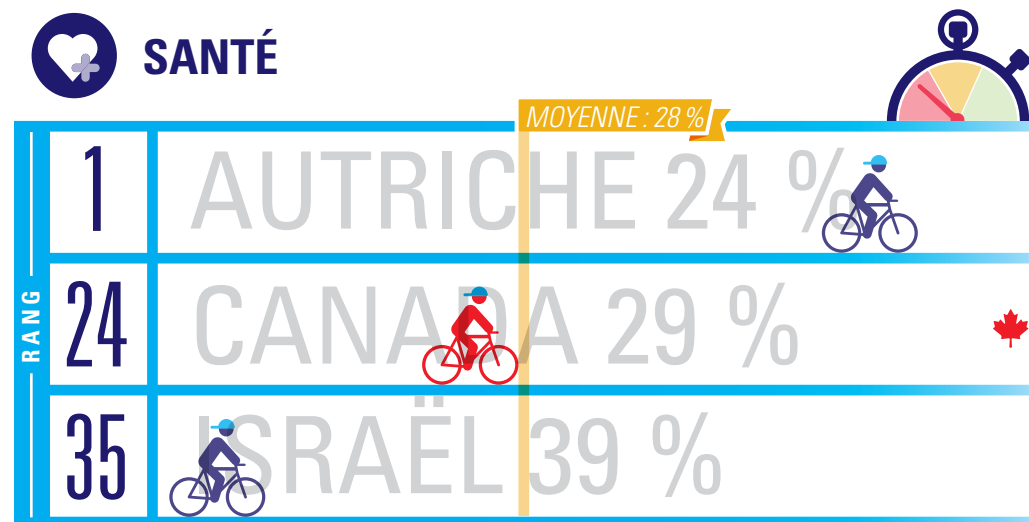 SANTÉ
MOYENNE : 28 %
RANG
1 AUTRICHE 24 %
24 CANADA 29 %
35 ISRAËL 39 %